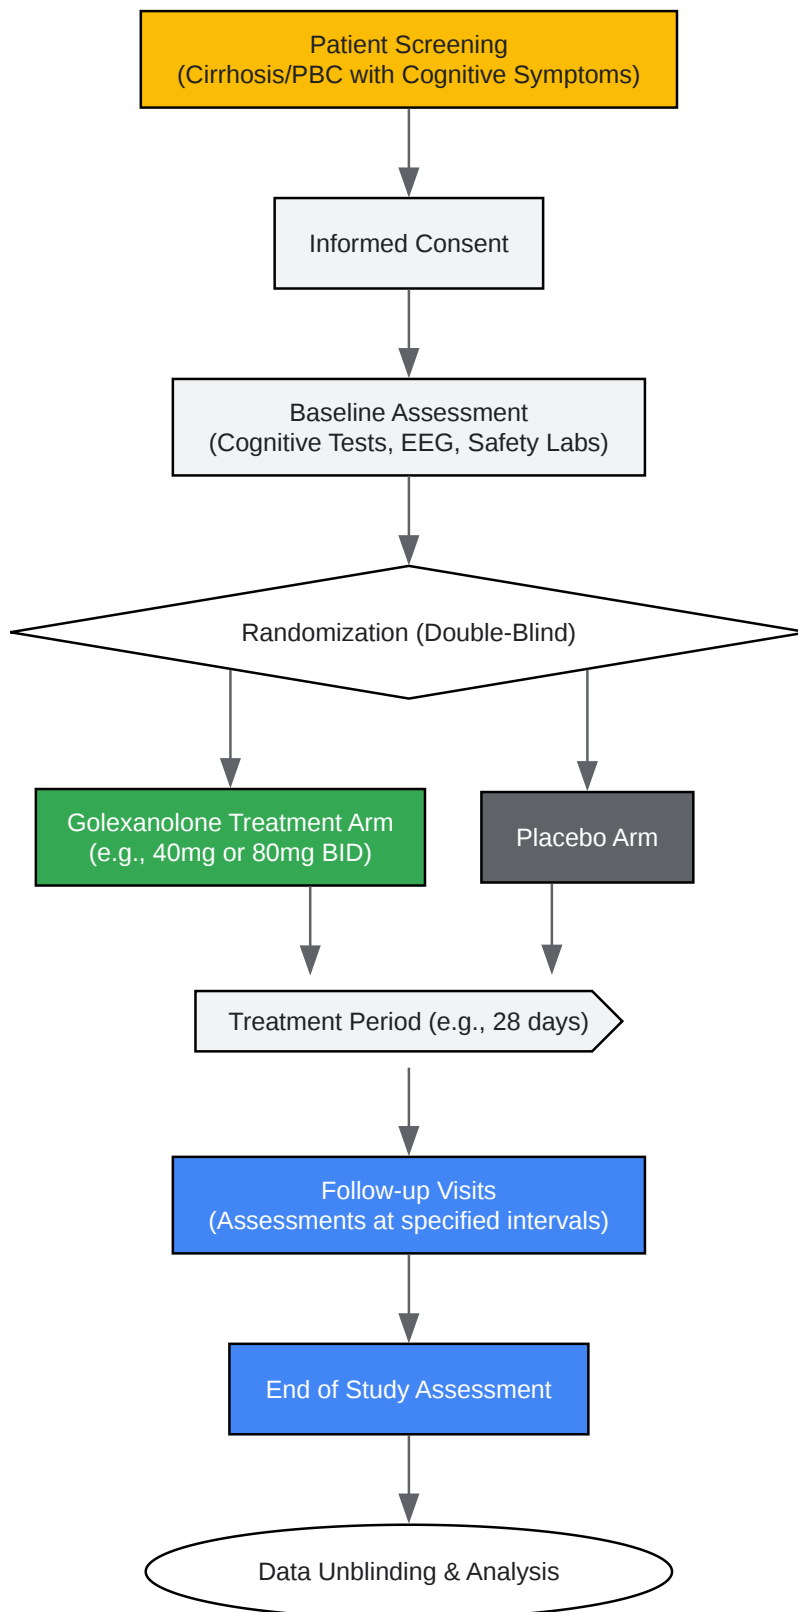 Patient Screening
(Cirrhosis/PBC with Cognitive Symptoms)
Informed Consent
Baseline Assessment
(Cognitive Tests, EEG, Safety Labs)
Randomization (Double-Blind)
Golexanolone Treatment Arm
(e.g., 40mg or 80mg BID)
Placebo Arm
Treatment Period (e.g., 28 days)
Follow-up Visits
(Assessments at specified intervals)
End of Study Assessment
Data Unblinding & Analysis